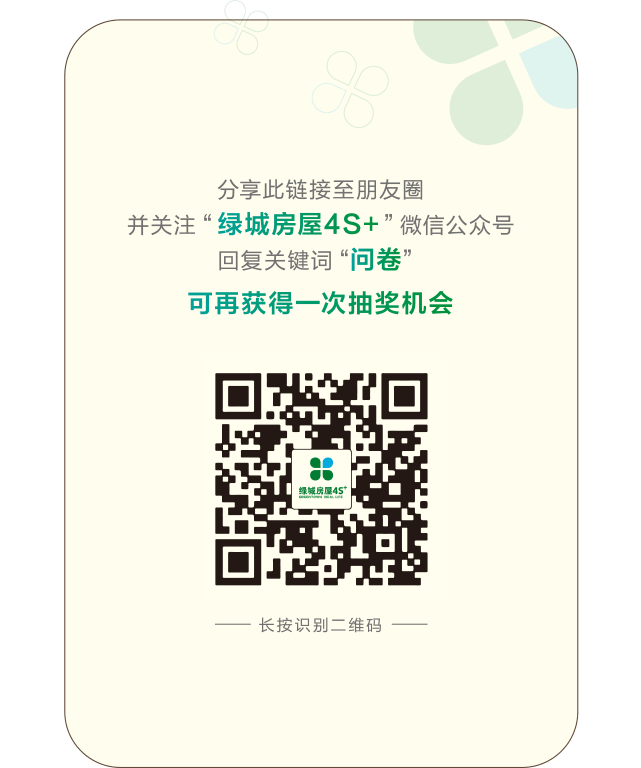 分享此链接至朋友圈
并关注“绿城房屋4S+”微信公众号
回复关键词“问卷”
可再获得一次抽奖机会
绿城房屋4S+
长按识别二维码